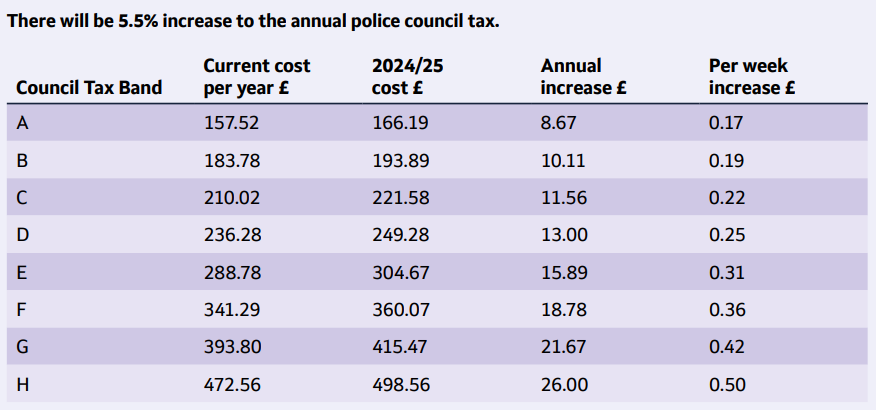 There will be 5.5% increase to the annual police council tax.
Council Tax Band Current cost per year £ 2024/25 cost £ Annual increase £ Per week increase £
A 157.52 166.19 8.67 0.17
B 183.78 193.89 10.11 0.19
C 210.02 221.58 11.56 0.22
D 236.28 249.28 13.00 0.25
E 288.78 304.67 15.89 0.31
F 341.29 360.07 18.78 0.36
G 393.80 415.47 21.67 0.42
H 472.56 498.56 26.00 0.50